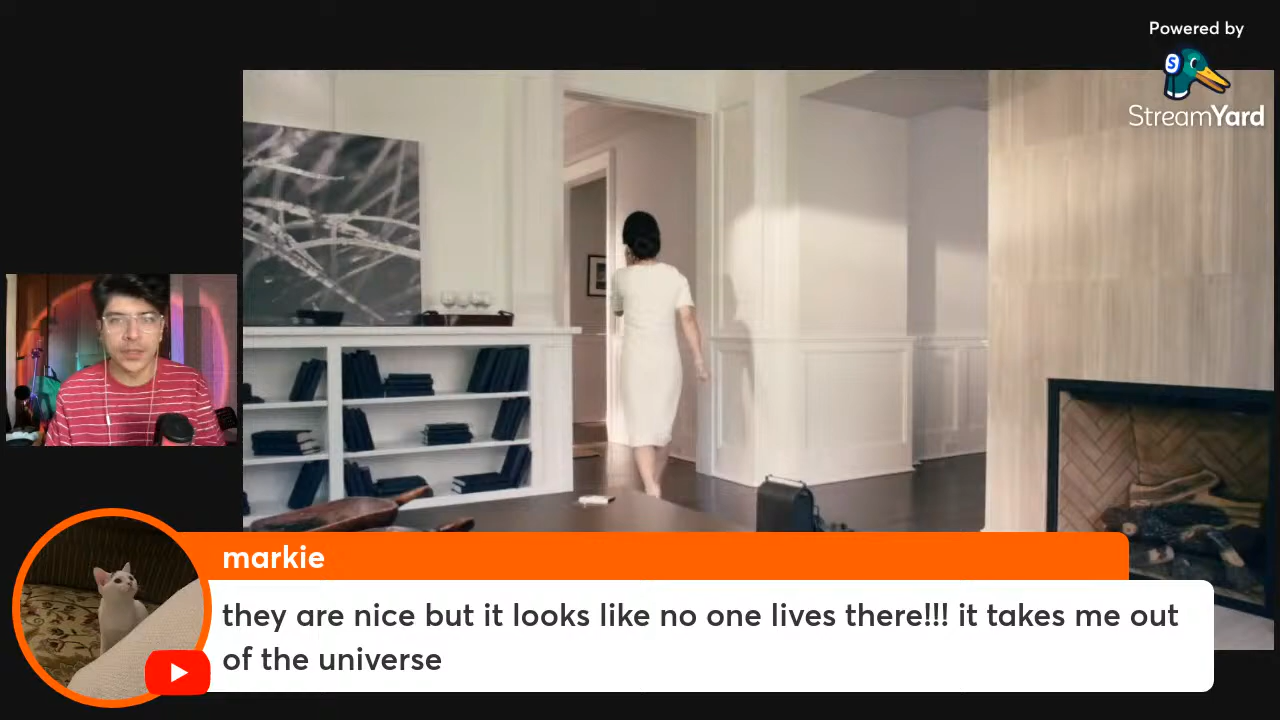 Powered by
StreamYard
markie
they are nice but it looks like no one lives there!!! it takes me out
of the universe